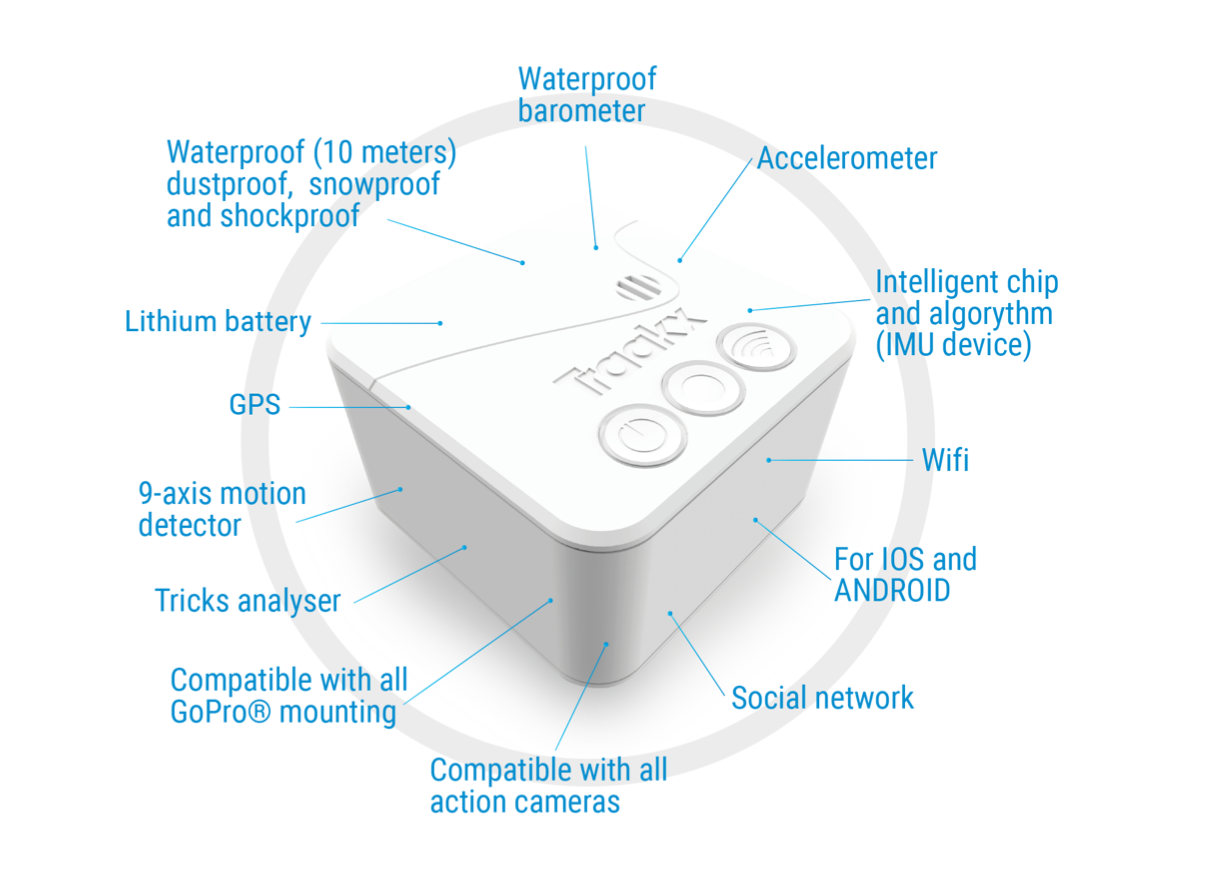 Waterproof
barometer
Waterproof (10 meters)
dustproof, snowproof
and shockproof
Accelerometer
Intelligent chip
and algorythm
(IMU device)
Lithium battery
Traakx
GPS
Wifi
9-axis motion
detector
For IOS and
ANDROID
Tricks analyser
Compatible with all
GoPro® mounting
Social network
Compatible with all
action cameras